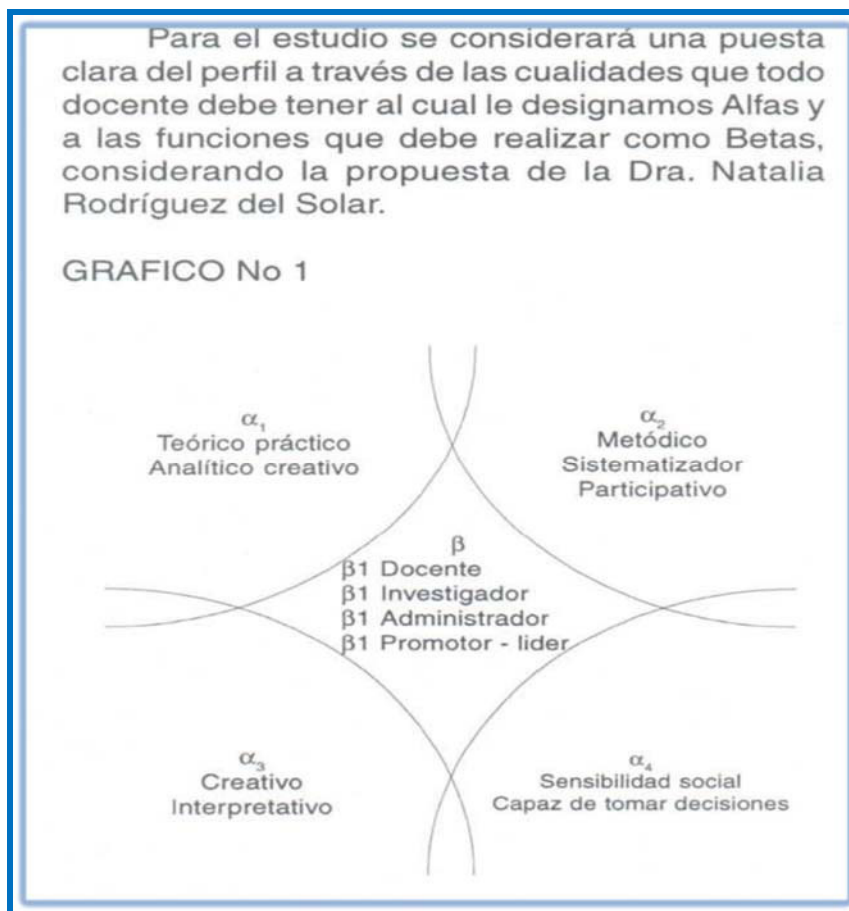 Para el estudio se considerará una puesta
clara del perfil a través de las cualidades que todo
docente debe tener al cual le designamos Alfas y
a las funciones que debe realizar como Betas,
considerando la propuesta de la Dra. Natalia
Rodríguez del Solar.
GRAFICO No 1
α₁
Teórico práctico
Analítico creativo
α₂
Metódico
Sistematizador
Participativo
β
β1 Docente
β1 Investigador
β1 Administrador
β1 Promotor - lider
α₃
Creativo
Interpretativo
α₄
Sensibilidad social
Capaz de tomar decisiones